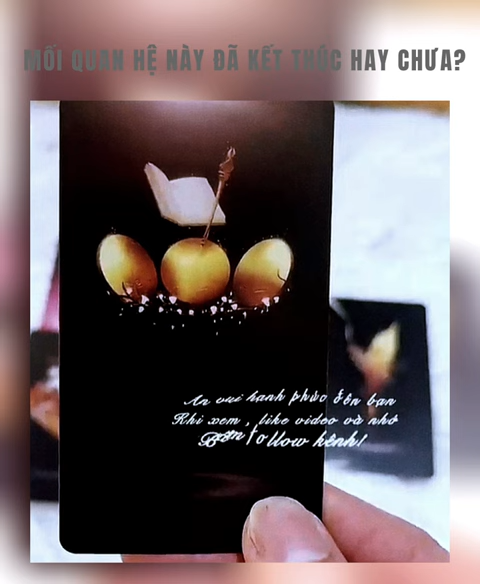 MỐI QUAN HỆ NÀY ĐÃ KẾT THÚC HAY CHƯA?
An vui hạnh phúc đến bạn
Khi xem, like video và nhớ
Bấm follow kênh!